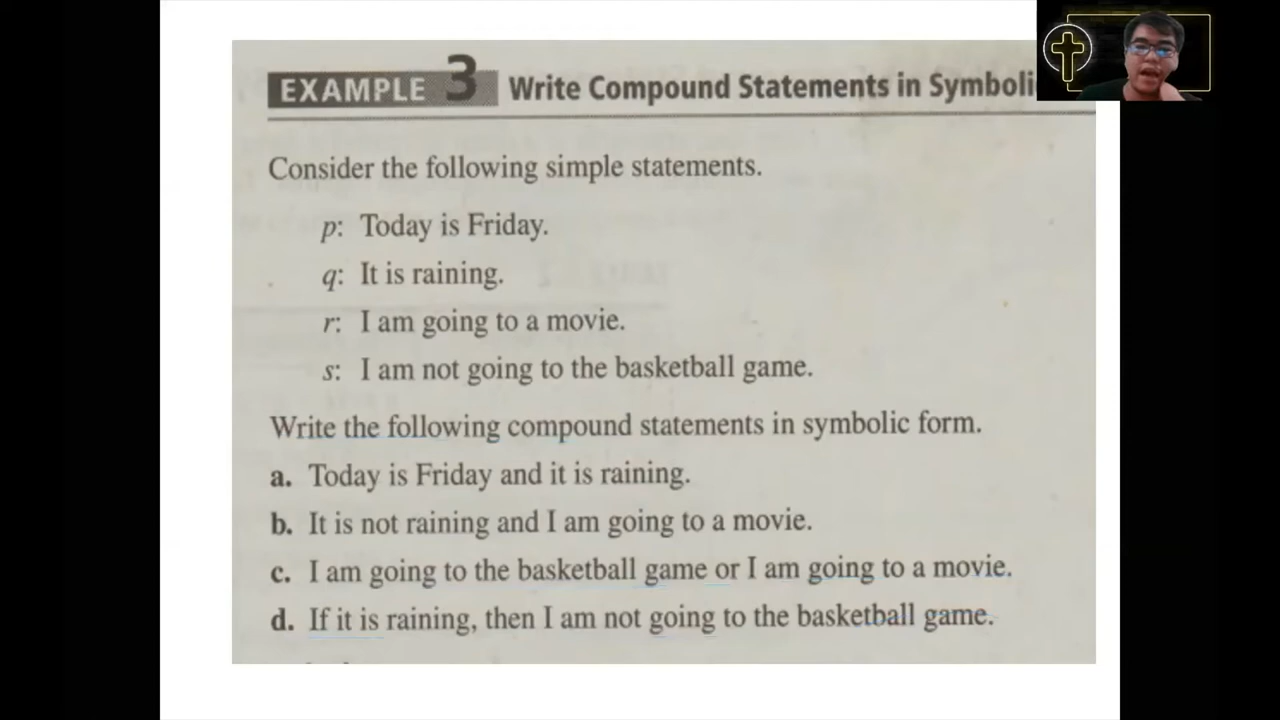 EXAMPLE 3 Write Compound Statements in
Consider the following simple statements.
p: Today is Friday.
q: It is raining.
r: I am going to a movie.
s: I am not going to the basketball game.
Write the following compound statements in symbolic form.
a. Today is Friday and it is raining.
b. It is not raining and I am going to a movie.
c. I am going to the basketball game or I am going to a movie.
d. If it is raining, then I am not going to the basketball game.